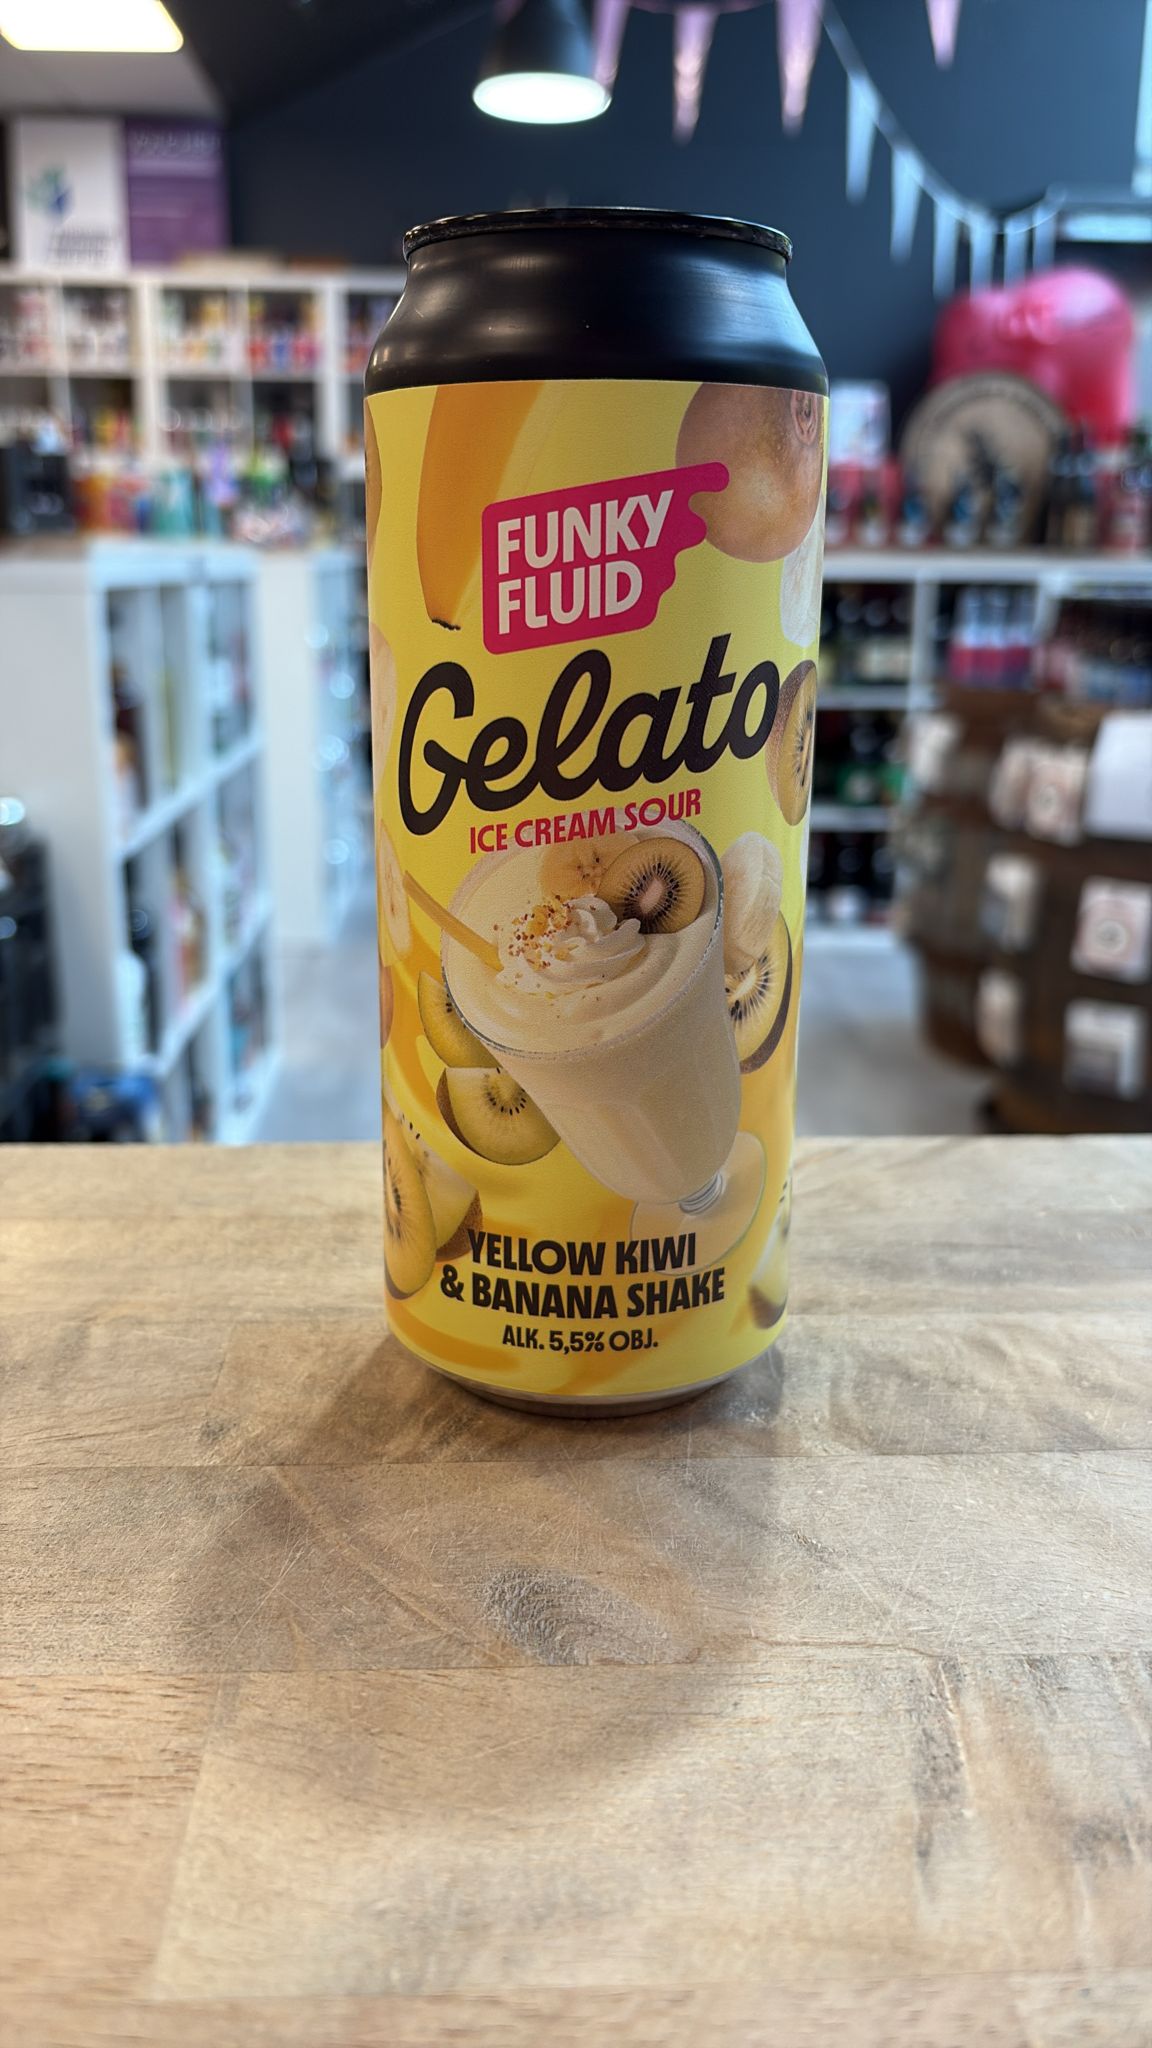 FUNKY
FLUID
Gelato
ICE CREAM SOUR
YELLOW KIWI
& BANANA SHAKE
ALK. 5,5% OBJ.